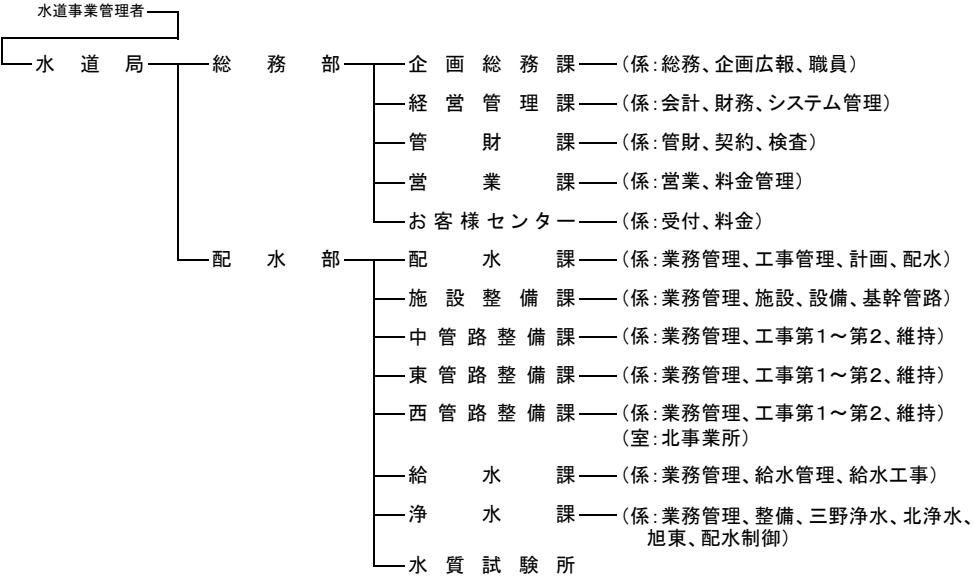 水道事業管理者
水道局 総務部 企画総務課 (係:総務、企画広報、職員)
経営管理課 (係:会計、財務、システム管理)
管財課 (係:管財、契約、検査)
営業課 (係:営業、料金管理)
お客様センター (係:受付、料金)
配水部 配水課 (係:業務管理、工事管理、計画、配水)
施設整備課 (係:業務管理、施設、設備、基幹管路)
中管路整備課 (係:業務管理、工事第1～第2、維持)
東管路整備課 (係:業務管理、工事第1～第2、維持)
西管路整備課 (係:業務管理、工事第1～第2、維持)
(室:北事業所)
給水課 (係:業務管理、給水管理、給水工事)
浄水課 (係:業務管理、整備、三野浄水、北浄水、
旭東、配水制御)
水質試験所